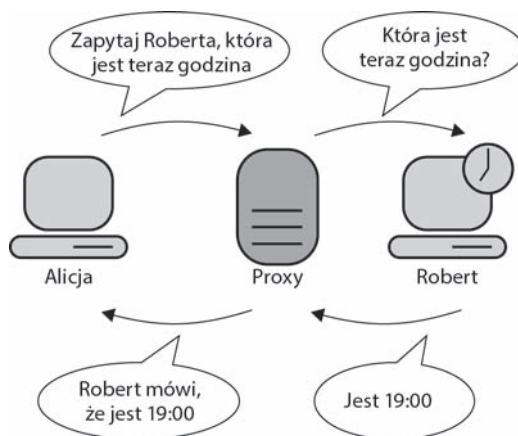 Zapytaj Roberta, która
jest teraz godzina
Która jest
teraz godzina?
Alicja
Proxy
Robert
Robert mówi,
że jest 19:00
Jest 19:00